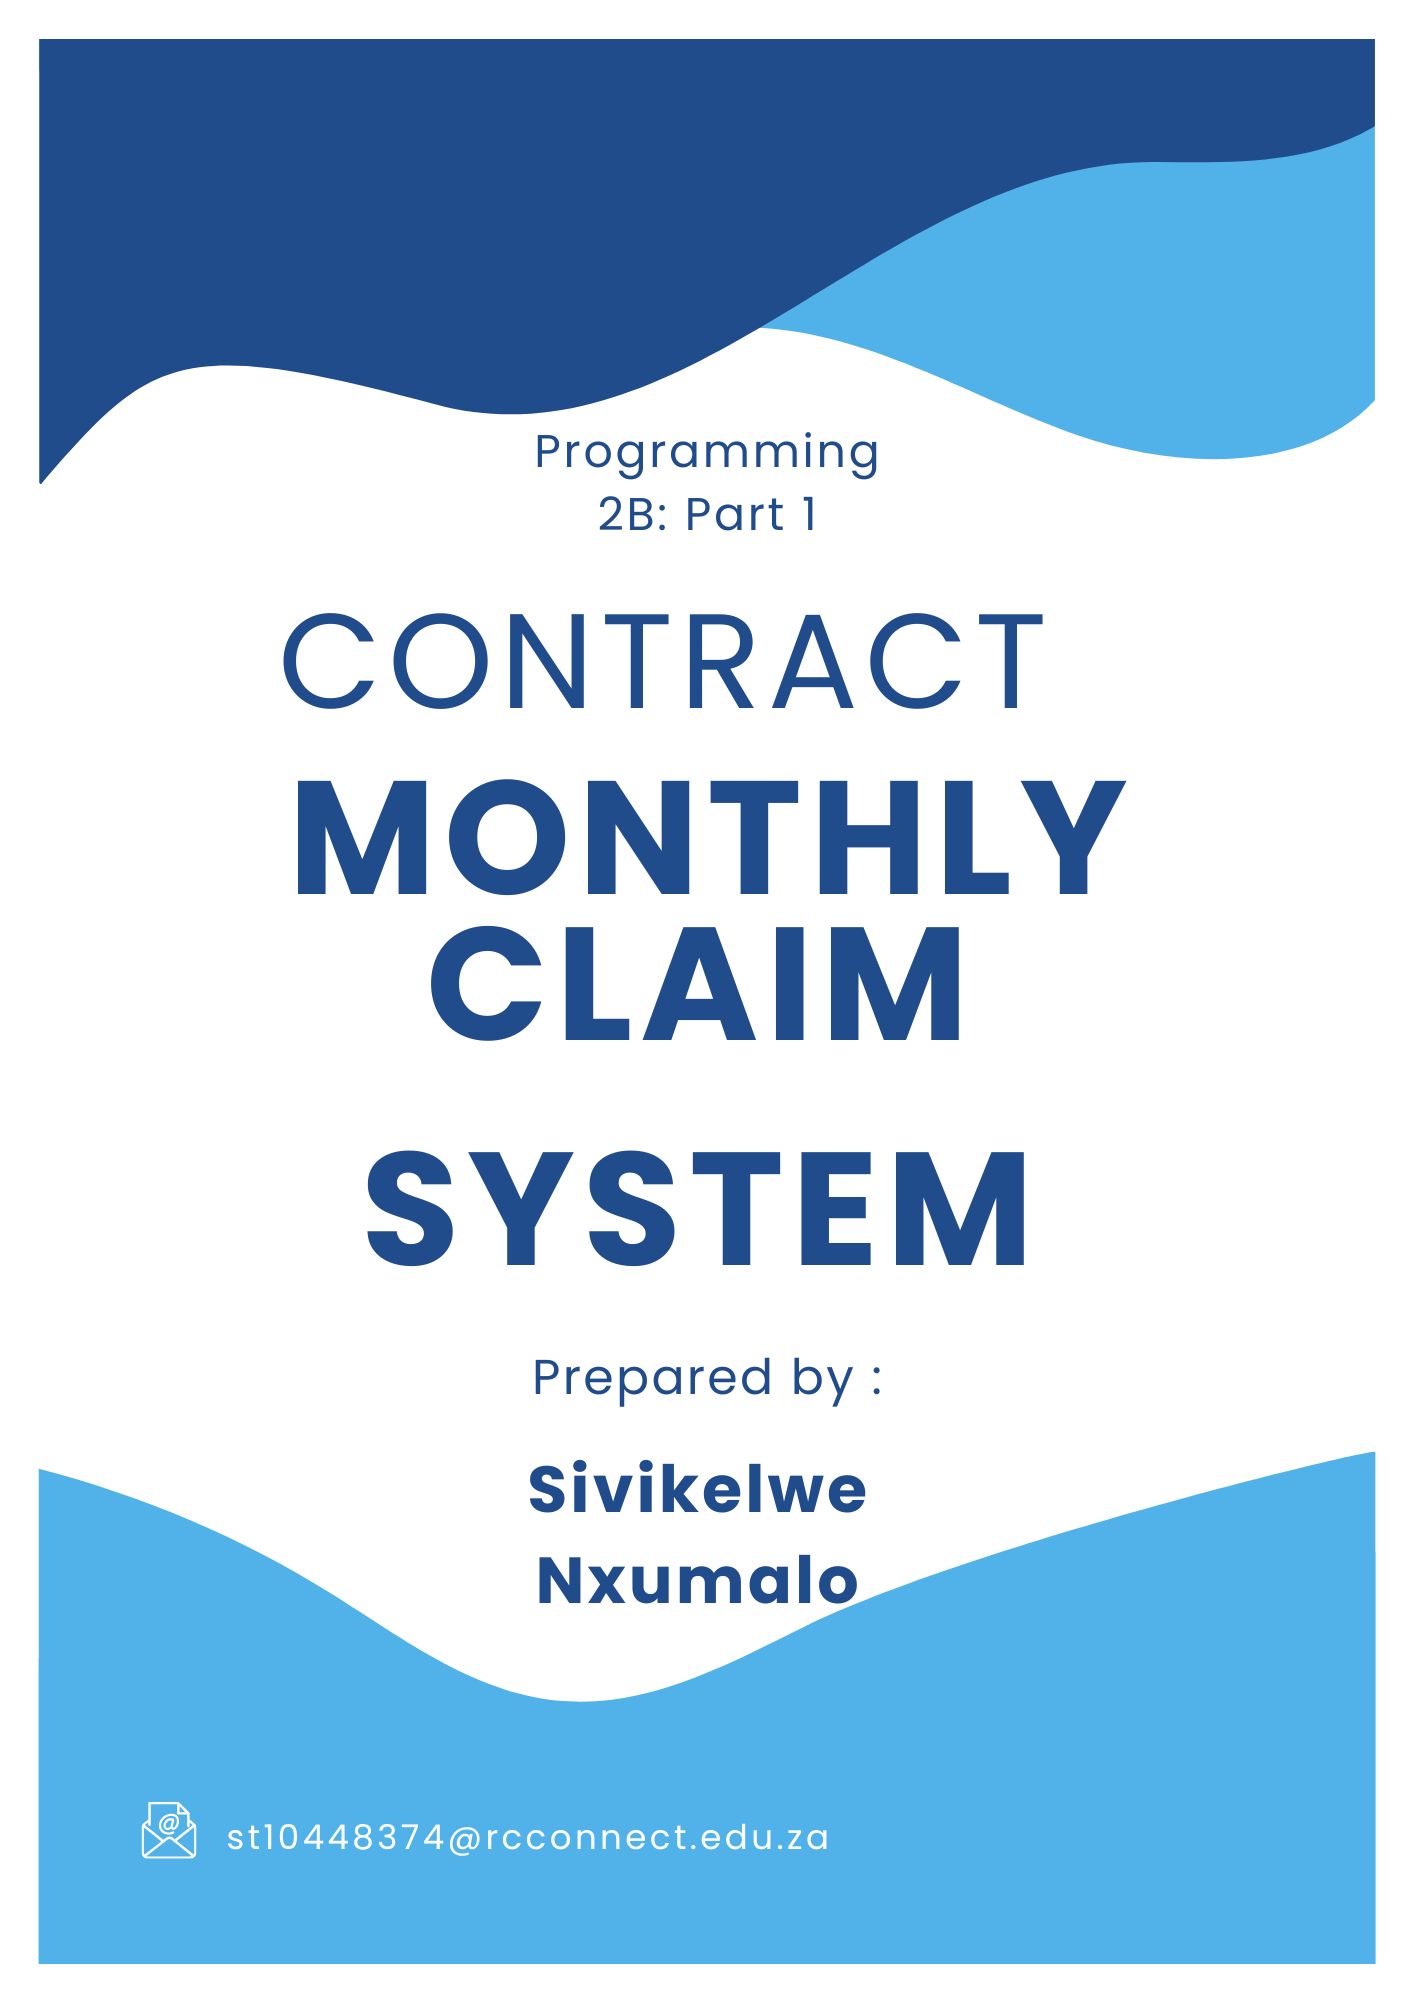 Programming
2B: Part 1
CONTRACT
MONTHLY
CLAIM
SYSTEM
Prepared by :
Sivikelwe
Nxumalo
@
st10448374@rcconnect.edu.za